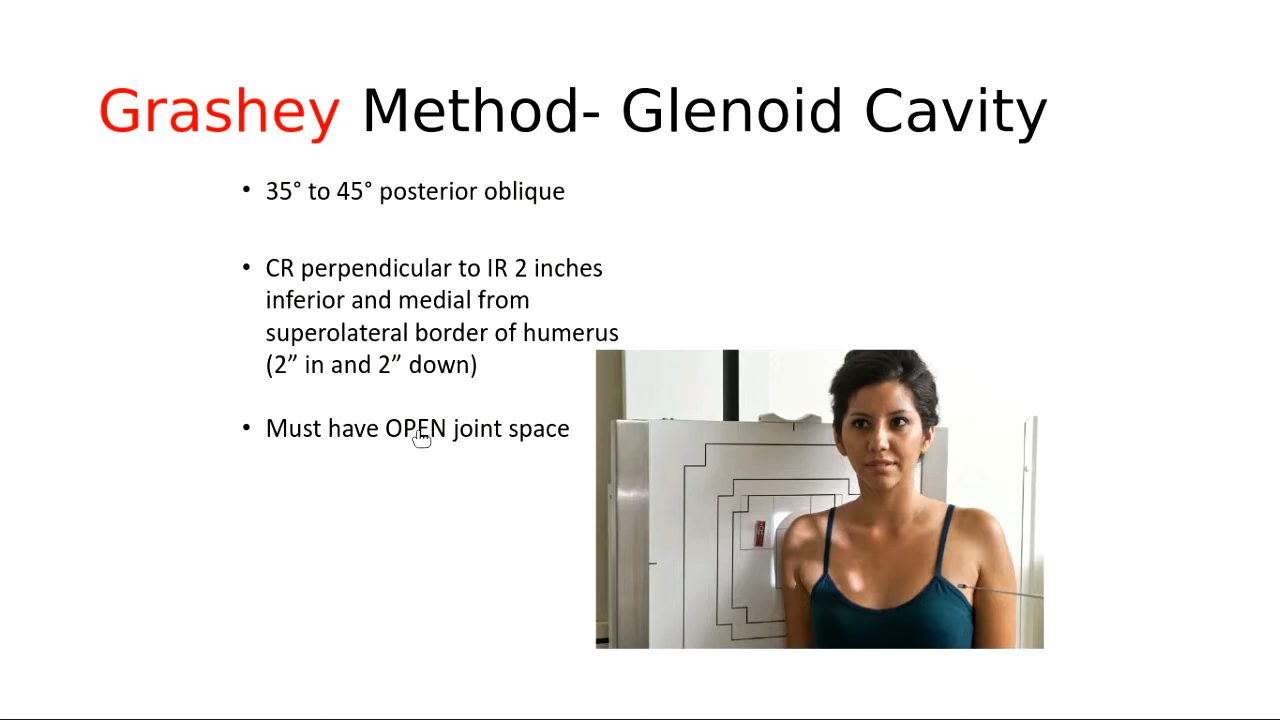 Grashey Method- Glenoid Cavity
• 35° to 45° posterior oblique
• CR perpendicular to IR 2 inches
inferior and medial from
superolateral border of humerus
(2” in and 2” down)
• Must have OPEN joint space